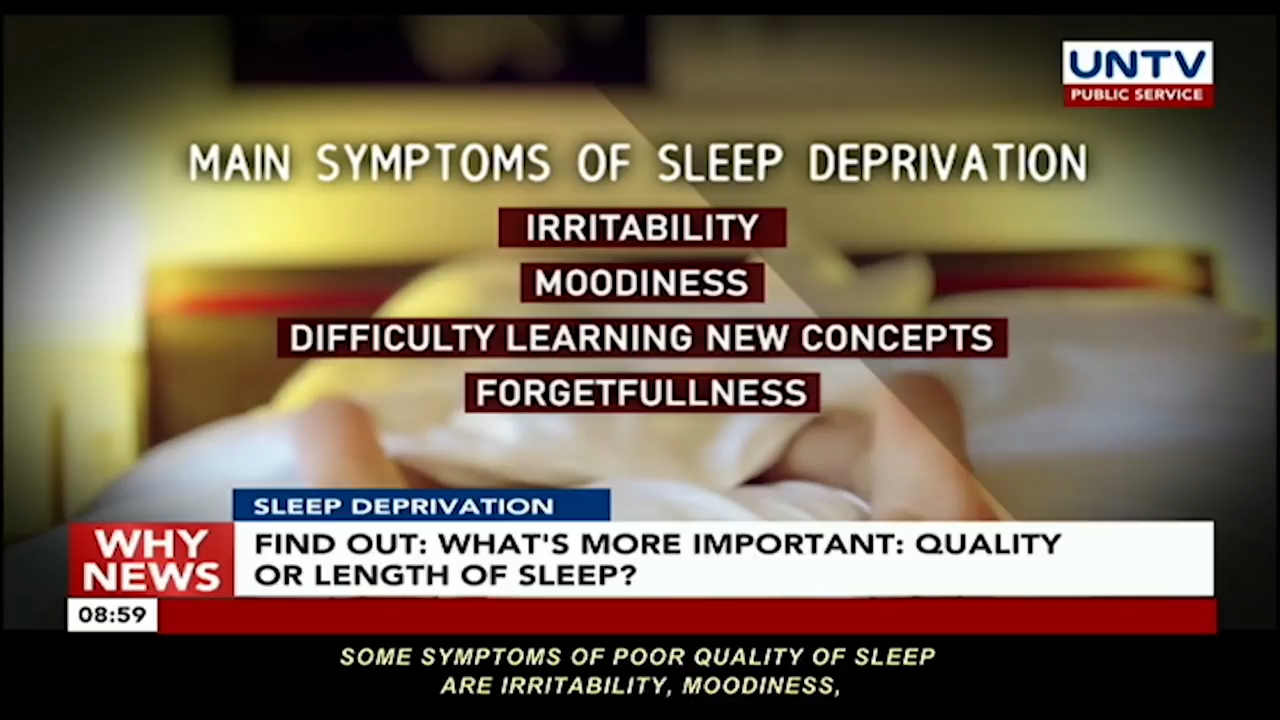 UNTV
PUBLIC SERVICE
MAIN SYMPTOMS OF SLEEP DEPRIVATION
IRRITABILITY
MOODINESS
DIFFICULTY LEARNING NEW CONCEPTS
FORGETFULLNESS
SLEEP DEPRIVATION
WHY
NEWS
FIND OUT: WHAT'S MORE IMPORTANT: QUALITY
OR LENGTH OF SLEEP?
08:59
SOME SYMPTOMS OF POOR QUALITY OF SLEEP
ARE IRRITABILITY, MOODINESS,